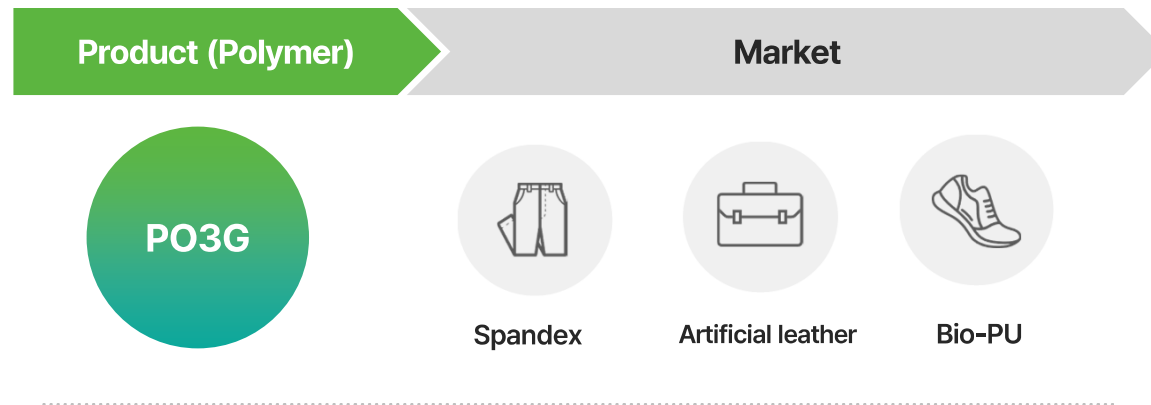 Product (Polymer)
Market
PO3G
Spandex
Artificial leather
Bio-PU